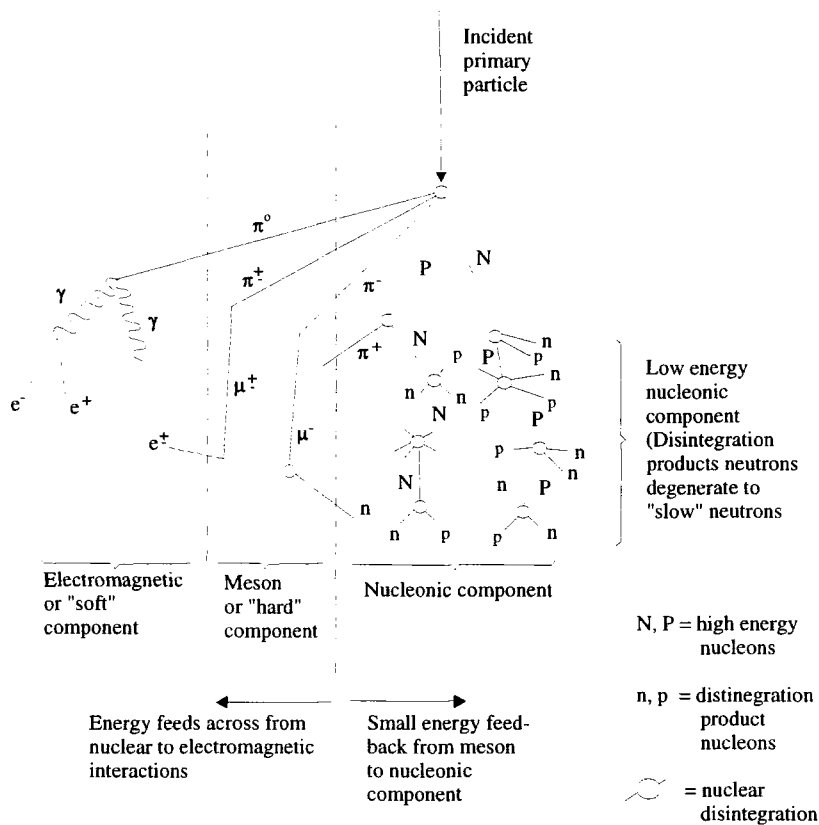 Incident
primary
particle
π°
π±
π⁻
P
N
γ
γ
π⁺
N
p
P
n
p
n
n
n
p
p
e⁻
e⁺
μ±
N
P
e±
μ⁻
p
n
n
N
n
P
n
n
p
p
n
Low energy
nucleonic
component
(Disintegration
products neutrons
degenerate to
"slow" neutrons
Electromagnetic
or "soft"
component
Meson
or "hard"
component
Nucleonic component
N, P = high energy
nucleons
n, p = distinegration
product
nucleons
= nuclear
disintegration
Energy feeds across from
nuclear to electromagnetic
interactions
Small energy feed-
back from meson
to nucleonic
component